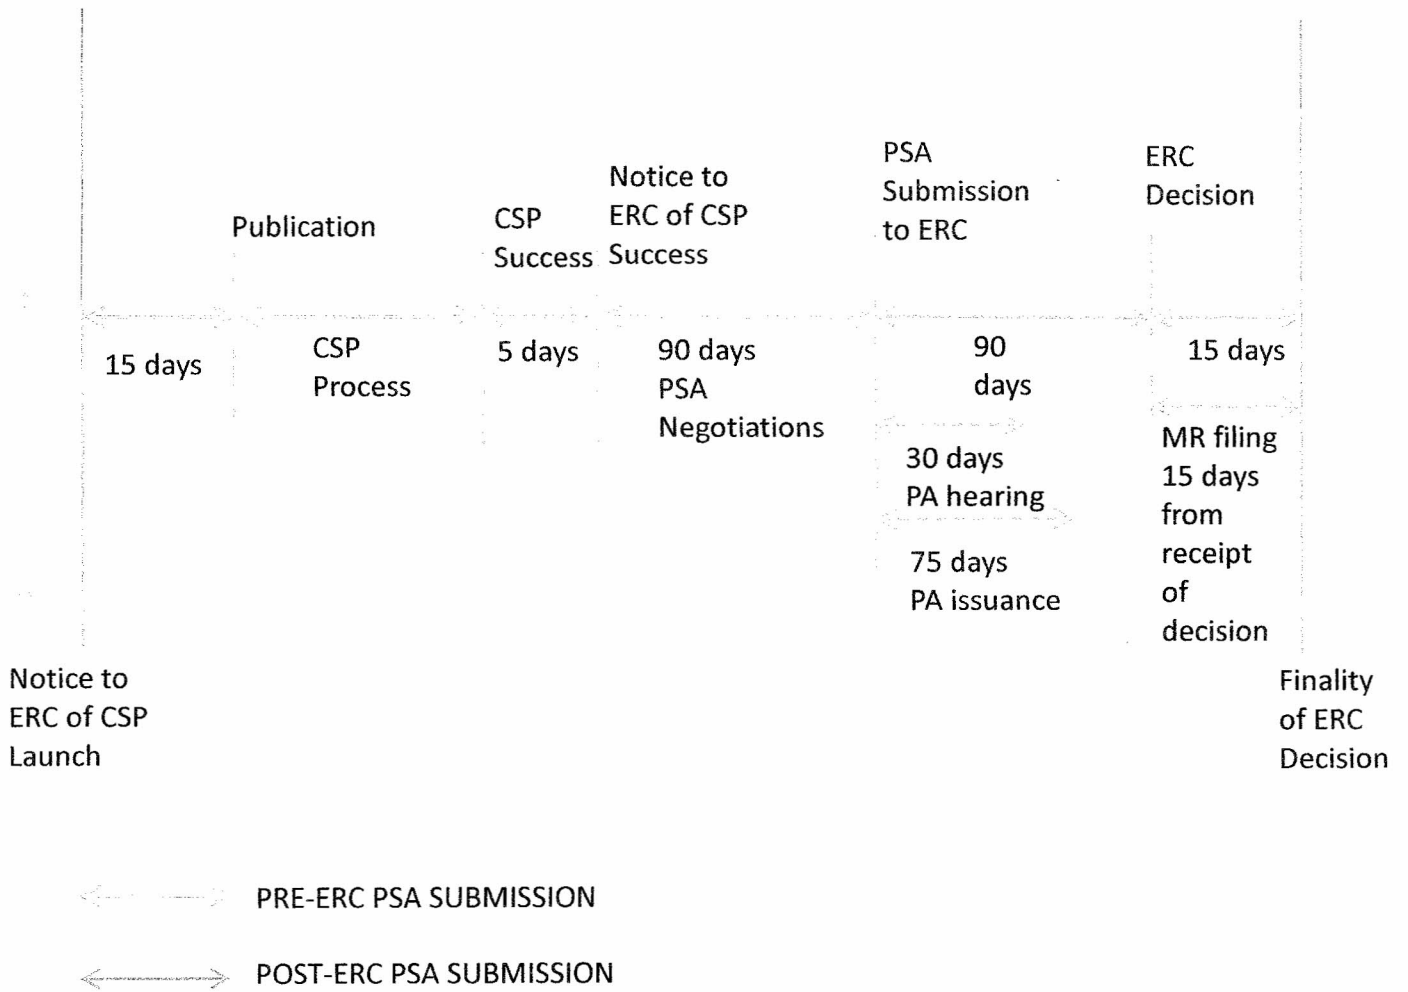 Publication
CSP
Success
Notice to
ERC of CSP
Success
PSA
Submission
to ERC
ERC
Decision
15 days
CSP
Process
5 days
90 days
PSA
Negotiations
90
days
15 days
30 days
PA hearing
75 days
PA issuance
MR filing
15 days
from
receipt
of
decision
Notice to
ERC of CSP
Launch
Finality
of ERC
Decision
PRE-ERC PSA SUBMISSION
POST-ERC PSA SUBMISSION